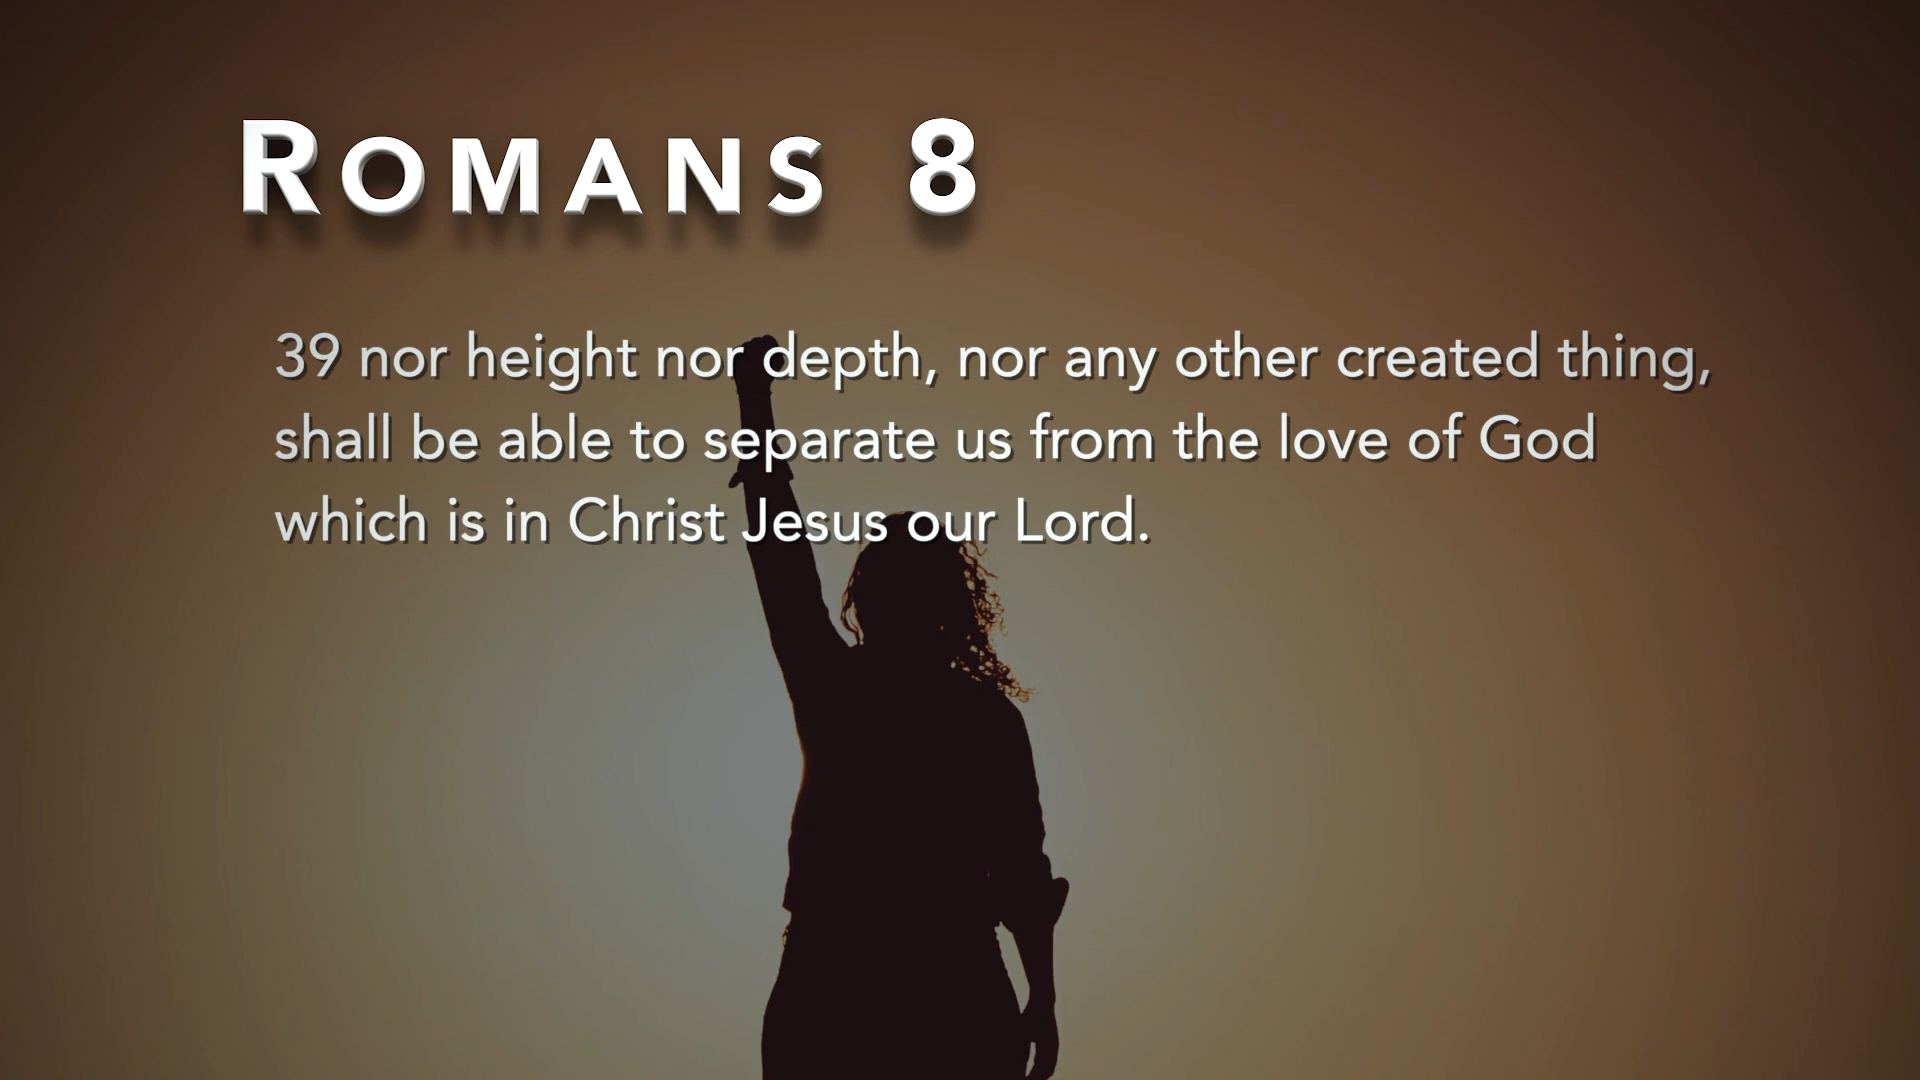 Romans 8
39 nor height nor depth, nor any other created thing,
shall be able to separate us from the love of God
which is in Christ Jesus our Lord.